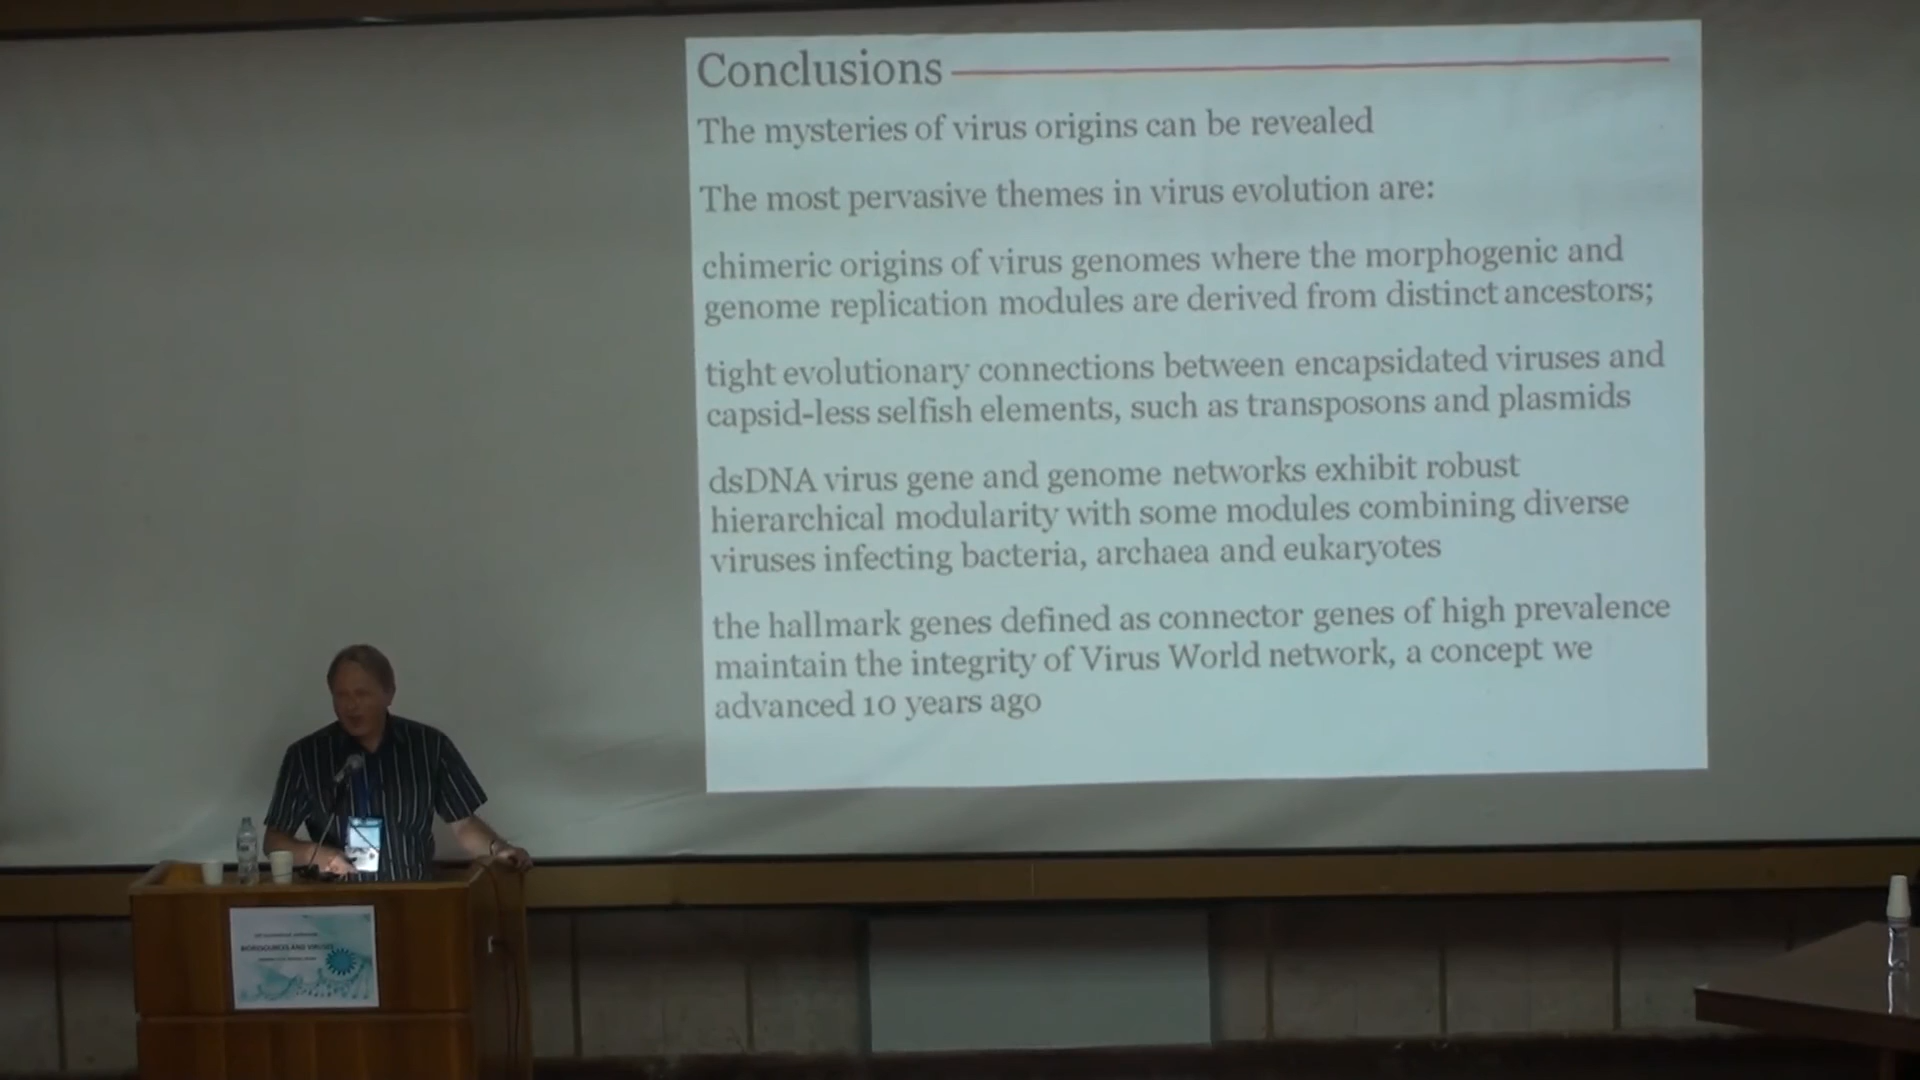 Conclusions
The mysteries of virus origins can be revealed
The most pervasive themes in virus evolution are:
chimeric origins of virus genomes where the morphogenic and
genome replication modules are derived from distinct ancestors;
tight evolutionary connections between encapsidated viruses and
capsid-less selfish elements, such as transposons and plasmids
dsDNA virus gene and genome networks exhibit robust
hierarchical modularity with some modules combining diverse
viruses infecting bacteria, archaea and eukaryotes
the hallmark genes defined as connector genes of high prevalence
maintain the integrity of Virus World network, a concept we
advanced 10 years ago
AND VIRUSES